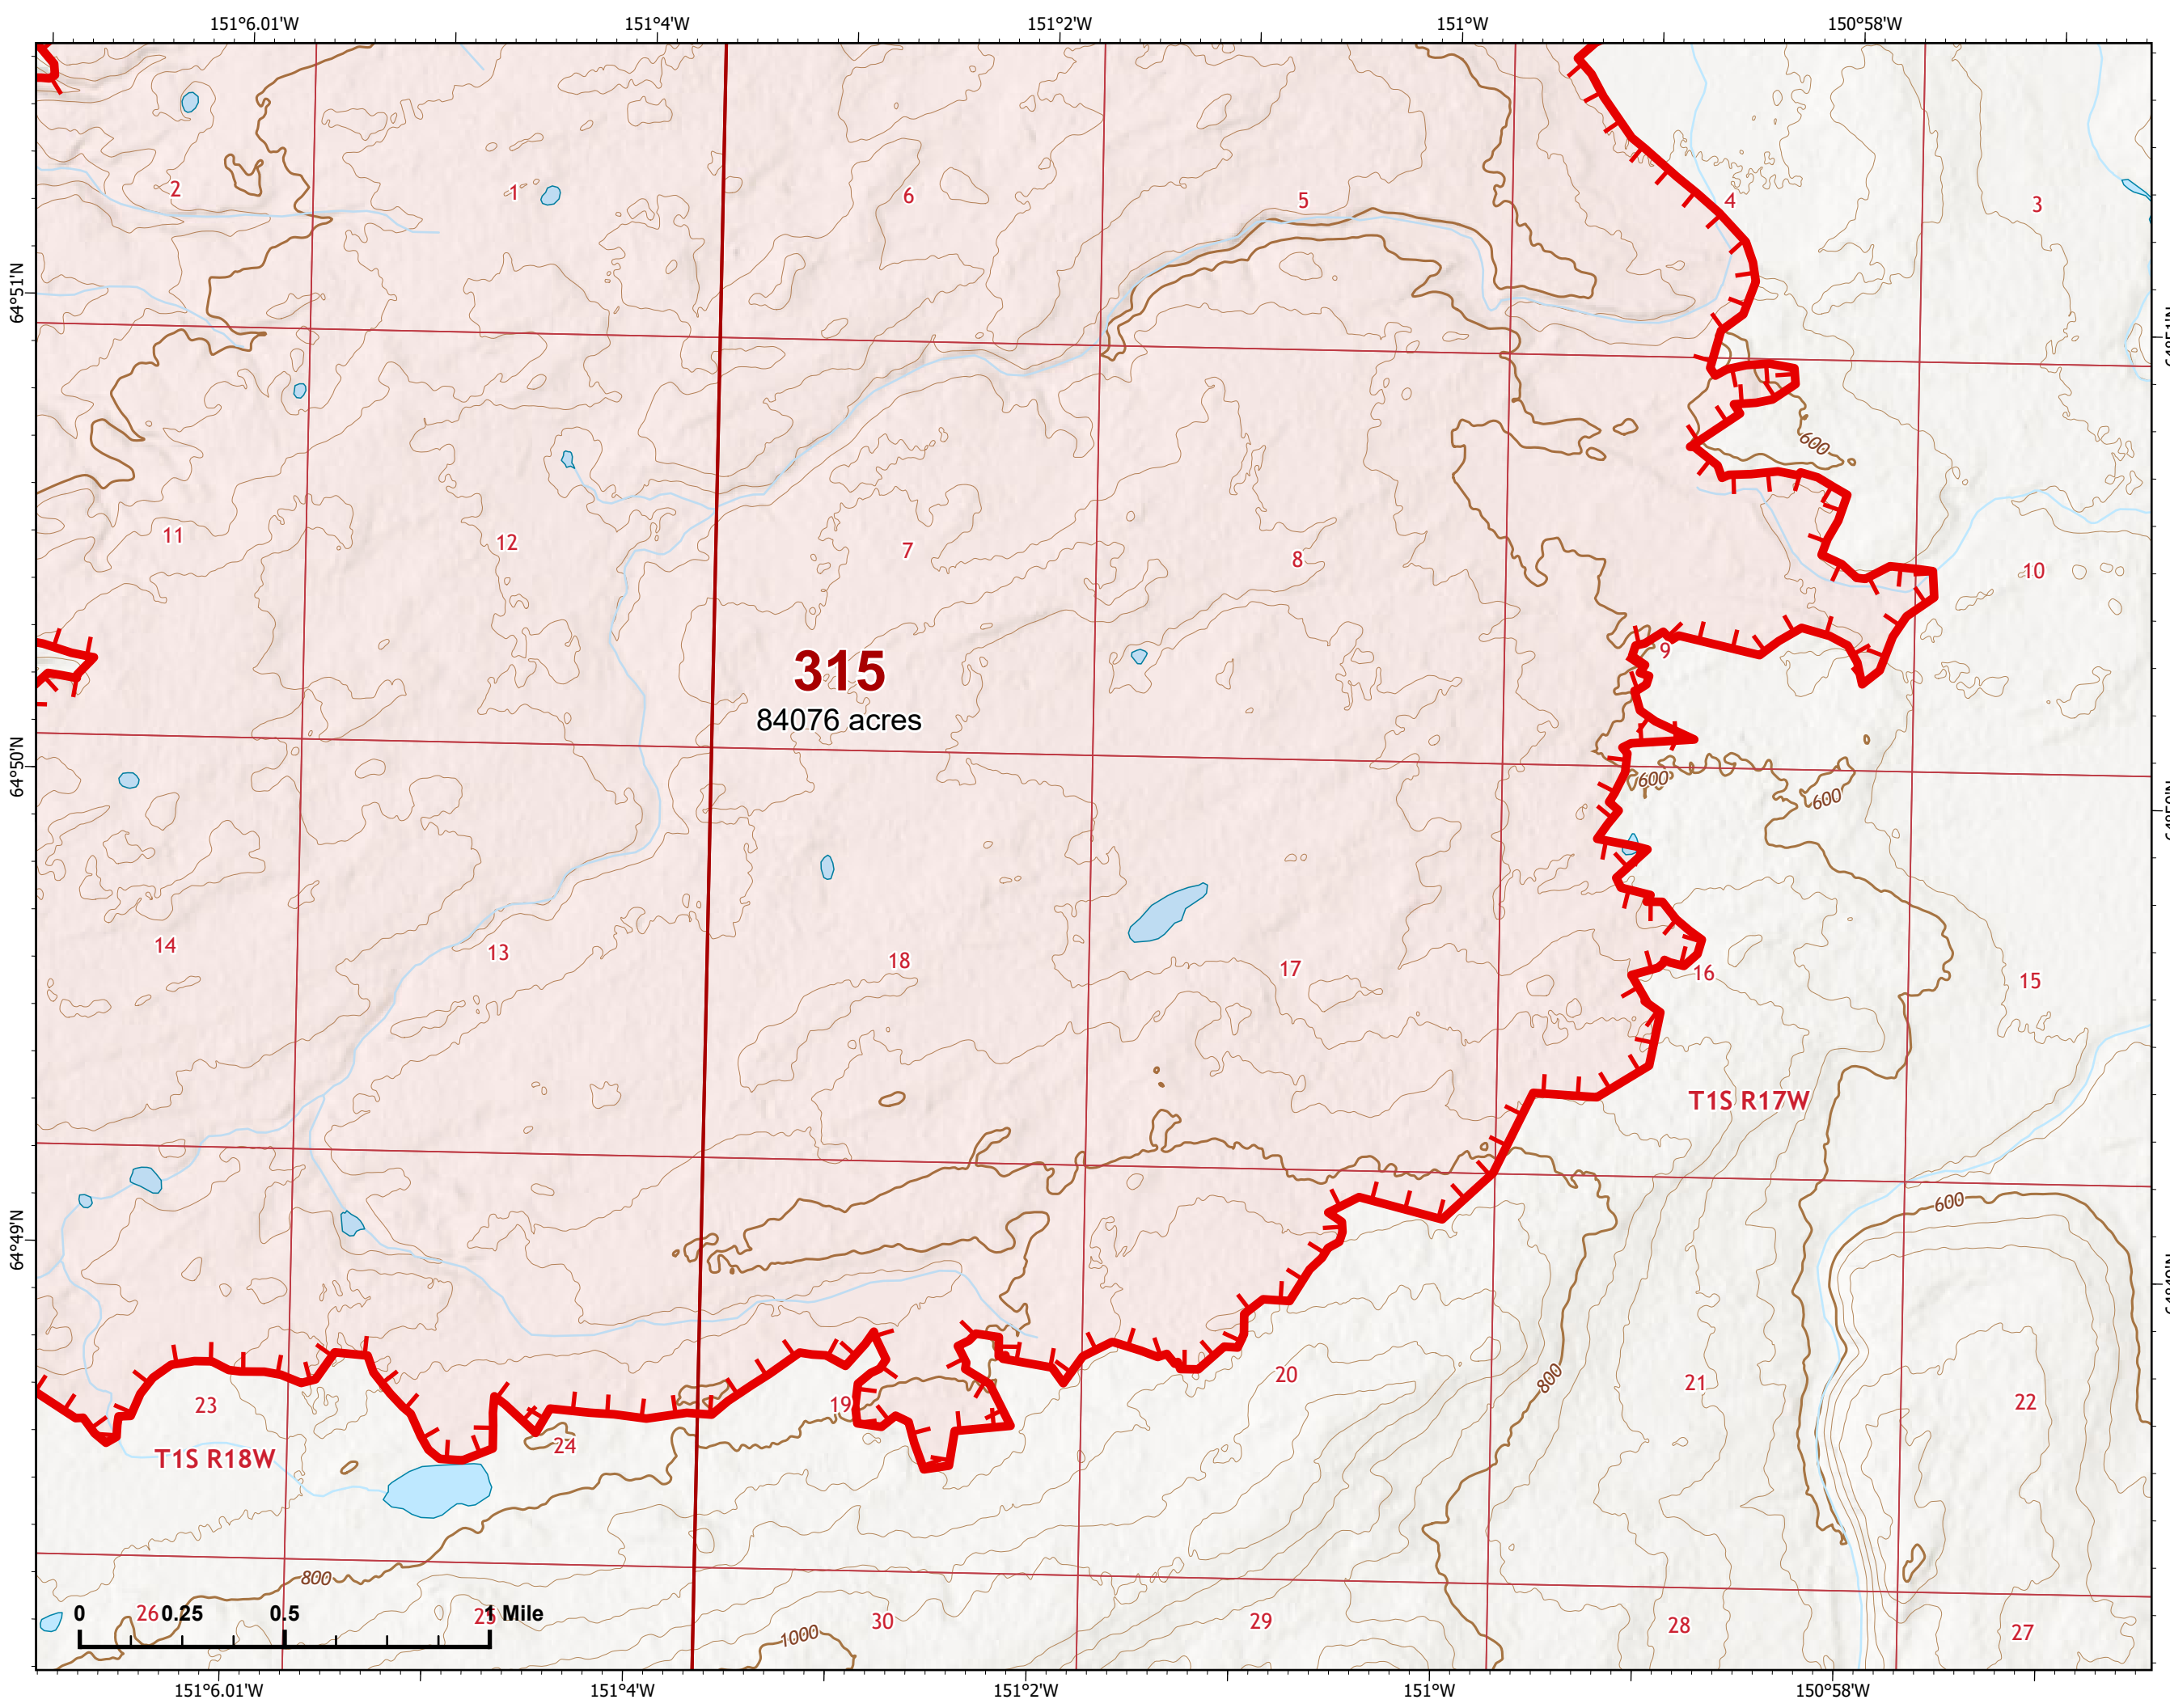 151°6.01'W 151°4'W 151°2'W 151°W 150°58'W
64°51'N
64°50'N
64°49'N
2 1 6 5 4 3
600
11 12 7 8 10
9
315
84076 acres
600 600
14 13 18 17 16 15
T1S R17W
600
23 24 19 20 21 22
800
T1S R18W
800
26 25 30 29 28 27
1000
0 0.25 0.5 1 Mile
151°6.01'W 151°4'W 151°2'W 151°W 150°58'W